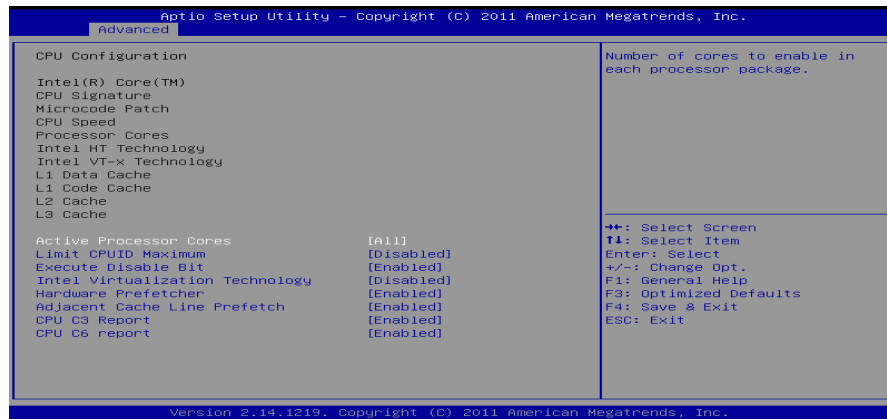 Aptio Setup Utility – Copyright (C) 2011 American Megatrends, Inc.
Advanced
CPU Configuration
Intel(R) Core(TM)
CPU Signature
Microcode Patch
CPU Speed
Processor Cores
Intel HT Technology
Intel VT-x Technology
L1 Data Cache
L1 Code Cache
L2 Cache
L3 Cache
Active Processor Cores [All]
Limit CPUID Maximum [Disabled]
Execute Disable Bit [Enabled]
Intel Virtualization Technology [Disabled]
Hardware Prefetcher [Enabled]
Adjacent Cache Line Prefetch [Enabled]
CPU C3 Report [Enabled]
CPU C6 report [Enabled]
Number of cores to enable in
each processor package.
→←: Select Screen
↑↓: Select Item
Enter: Select
+/-: Change Opt.
F1: General Help
F3: Optimized Defaults
F4: Save & Exit
ESC: Exit
Version 2.14.1219. Copyright (C) 2011 American Megatrends, Inc.